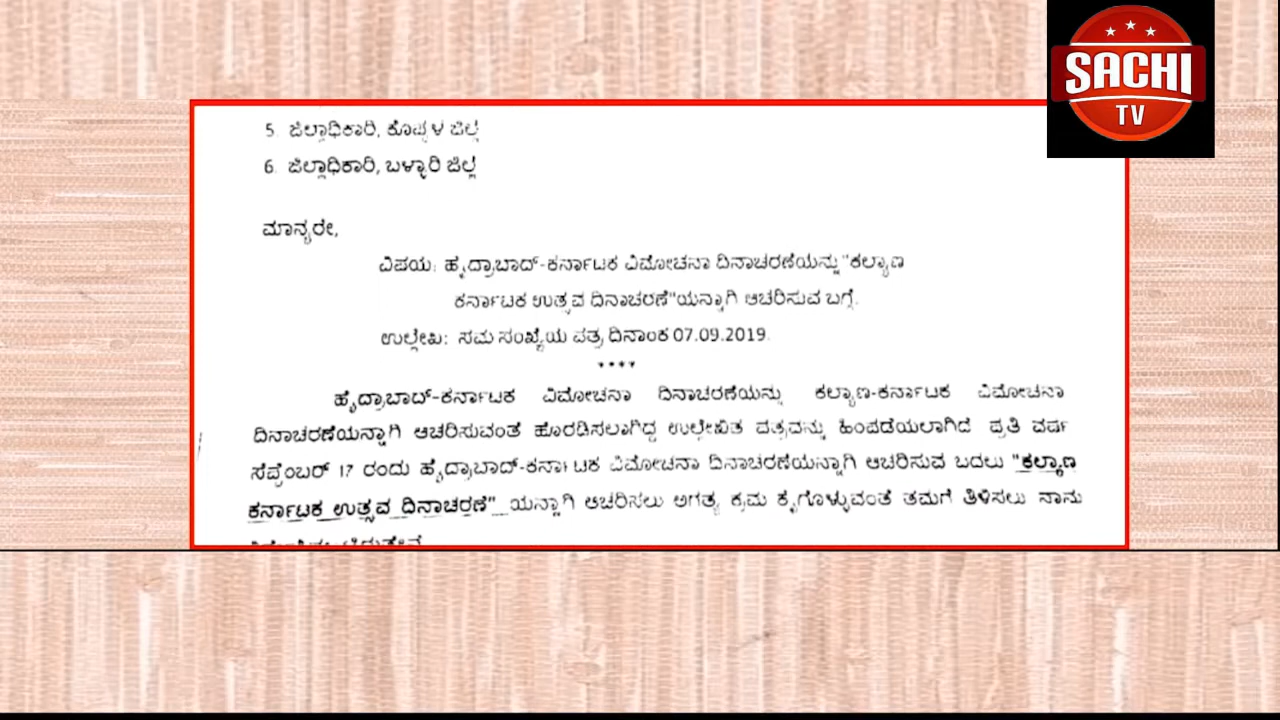 SACHI
TV
5. ಜಿಲ್ಲಾಧಿಕಾರಿ, ಕೊಪ್ಪಳ ಜಿಲ್ಲೆ
6. ಜಿಲ್ಲಾಧಿಕಾರಿ, ಬಳ್ಳಾರಿ ಜಿಲ್ಲೆ
ಮಾನ್ಯರೇ,
ವಿಷಯ: ಹೈದ್ರಾಬಾದ್-ಕರ್ನಾಟಕ ವಿಮೋಚನಾ ದಿನಾಚರಣೆಯನ್ನು "ಕಲ್ಯಾಣ
ಕರ್ನಾಟಕ ಉತ್ಸವ ದಿನಾಚರಣೆ"ಯನ್ನಾಗಿ ಆಚರಿಸುವ ಬಗ್ಗೆ.
ಉಲ್ಲೇಖ: ಸಮ ಸಂಖ್ಯೆಯ ಪತ್ರ ದಿನಾಂಕ 07.09.2019.
****
ಹೈದ್ರಾಬಾದ್-ಕರ್ನಾಟಕ ವಿಮೋಚನಾ ದಿನಾಚರಣೆಯನ್ನು ಕಲ್ಯಾಣ-ಕರ್ನಾಟಕ ವಿಮೋಚನಾ
ದಿನಾಚರಣೆಯನ್ನಾಗಿ ಆಚರಿಸುವಂತೆ ಹೊರಡಿಸಲಾಗಿದ್ದ ಉಲ್ಲೇಖಿತ ಪತ್ರವನ್ನು ಹಿಂಪಡೆಯಲಾಗಿದೆ ಪ್ರತಿ ವರ್ಷ
ಸೆಪ್ಟೆಂಬರ್ 17 ರಂದು ಹೈದ್ರಾಬಾದ್-ಕರ್ನಾಟಕ ವಿಮೋಚನಾ ದಿನಾಚರಣೆಯನ್ನಾಗಿ ಆಚರಿಸುವ ಬದಲು "ಕಲ್ಯಾಣ
ಕರ್ನಾಟಕ ಉತ್ಸವ ದಿನಾಚರಣೆ" ಯನ್ನಾಗಿ ಆಚರಿಸಲು ಅಗತ್ಯ ಕ್ರಮ ಕೈಗೊಳ್ಳುವಂತೆ ತಮಗೆ ತಿಳಿಸಲು ನಾನು